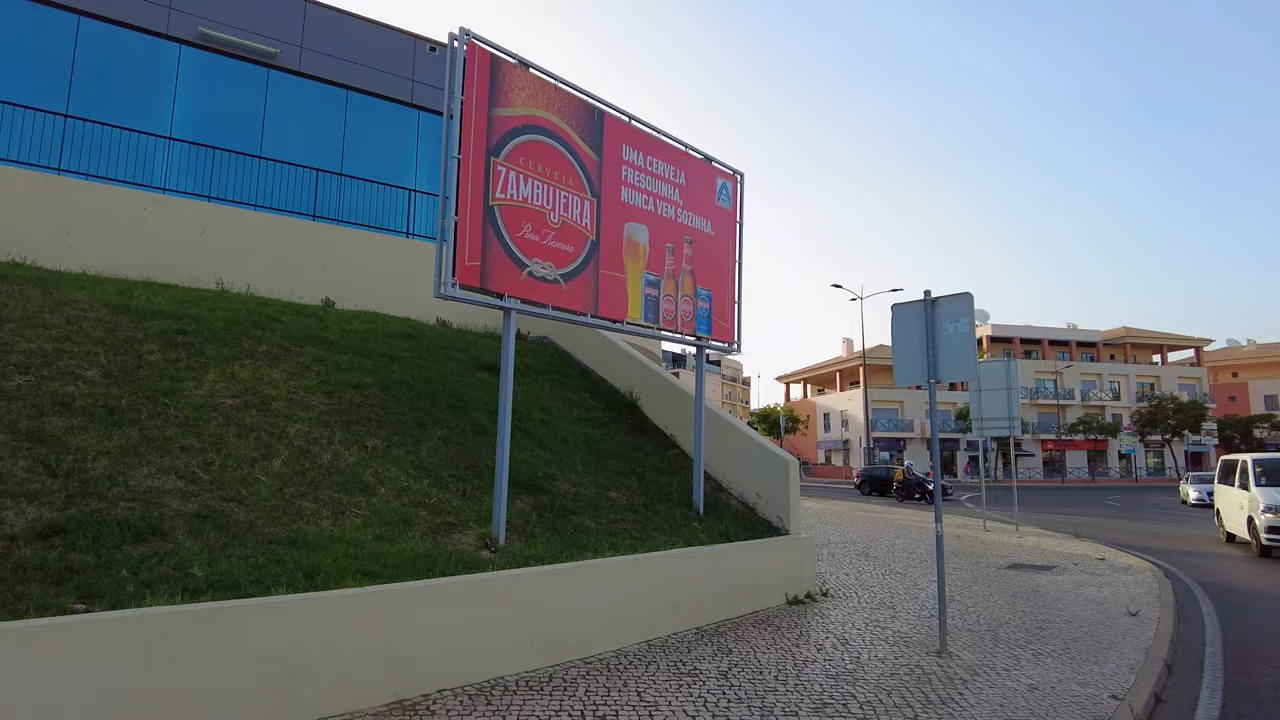 CERVEJA
ZAMBUJEIRA
Pura Frescura
UMA CERVEJA
FRESQUINHA,
NUNCA VEM SOZINHA.